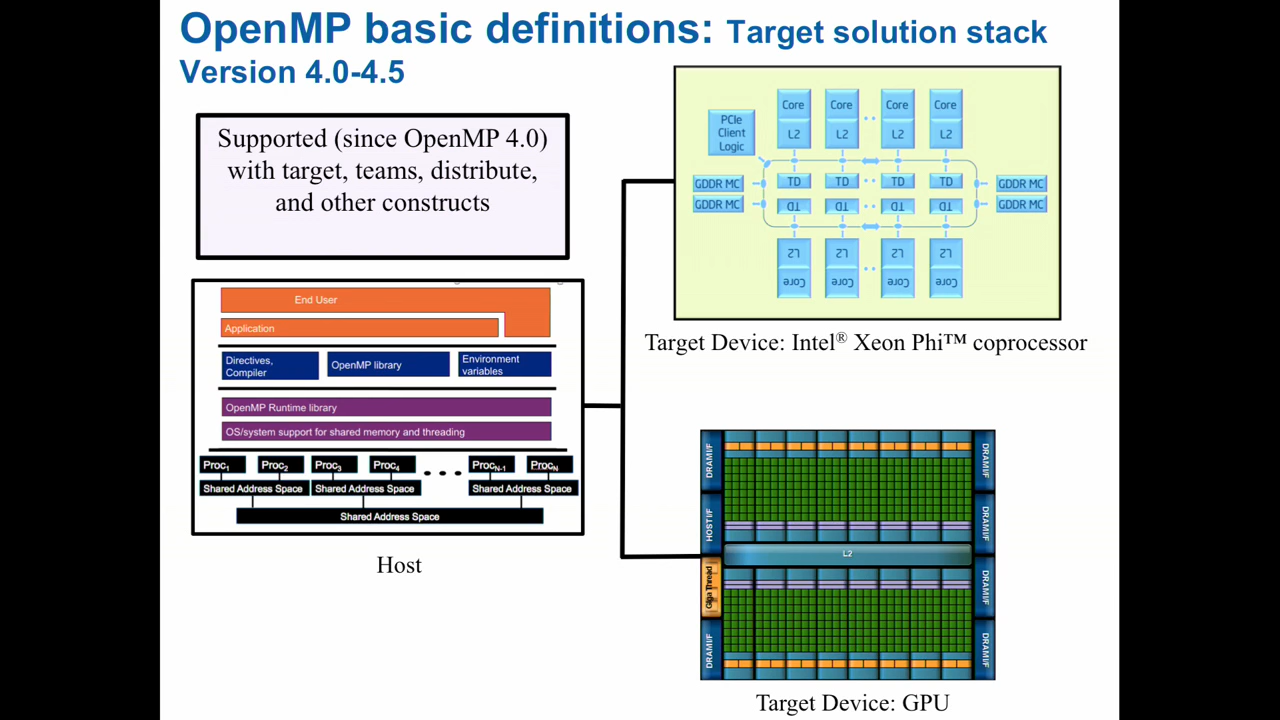 OpenMP basic definitions: Target solution stack
Version 4.0-4.5
Supported (since OpenMP 4.0)
with target, teams, distribute,
and other constructs
End User
Application
Directives,
Compiler
OpenMP library
Environment
variables
OpenMP Runtime library
OS/system support for shared memory and threading
Proc1 Proc2 Proc3 Proc4 ProcN-1 ProcN
Shared Address Space Shared Address Space Shared Address Space
Shared Address Space
Host
PCIe
Client
Logic
Core Core Core Core
L2 L2 L2 L2
GDDR MC TD TD TD TD GDDR MC
GDDR MC TD TD TD TD GDDR MC
L2 L2 L2 L2
Core Core Core Core
Target Device: Intel® Xeon Phi™ coprocessor
DRAM I/F
HOST I/F
Giga Thread
DRAM I/F
L2
DRAM I/F
DRAM I/F
DRAM I/F
DRAM I/F
Target Device: GPU